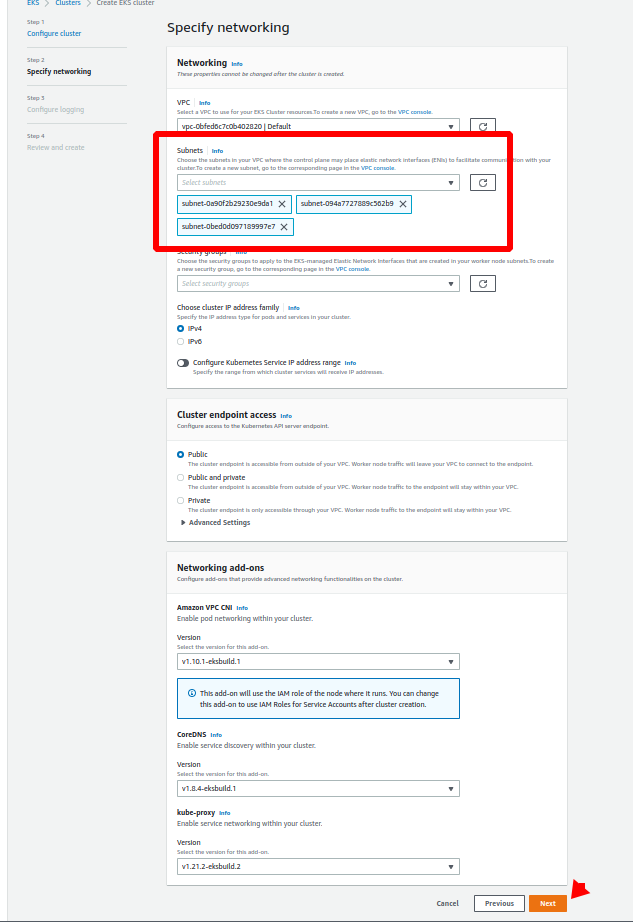 EKS > Clusters > Create EKS cluster
Step 1
Configure cluster
Step 2
Specify networking
Step 3
Configure logging
Step 4
Review and create
Specify networking
Networking Info
These properties cannot be changed after the cluster is created.
VPC Info
Select a VPC to use for your EKS Cluster resources.To create a new VPC, go to the VPC console.
vpc-0bfed6c7c0b402820 | Default
Subnets Info
Choose the subnets in your VPC where the control plane may place elastic network interfaces (ENIs) to facilitate communication with your
cluster.To create a new subnet, go to the corresponding page in the VPC console.
Select subnets
subnet-0a90f2b29230e9da1 X subnet-094a7727889c562b9 X
subnet-0bed0d097189997e7 X
Security groups Info
Choose the security groups to apply to the EKS-managed Elastic Network Interfaces that are created in your worker node subnets.To create
a new security group, go to the corresponding page in the VPC console.
Select security groups
Choose cluster IP address family Info
Specify the IP address type for pods and services in your cluster.
IPv4
IPv6
Configure Kubernetes Service IP address range Info
Specify the range from which cluster services will receive IP addresses.
Cluster endpoint access Info
Configure access to the Kubernetes API server endpoint.
Public
The cluster endpoint is accessible from outside of your VPC. Worker node traffic will leave your VPC to connect to the endpoint.
Public and private
The cluster endpoint is accessible from outside of your VPC. Worker node traffic to the endpoint will stay within your VPC.
Private
The cluster endpoint is only accessible through your VPC. Worker node traffic to the endpoint will stay within your VPC.
Advanced Settings
Networking add-ons
Configure add-ons that provide advanced networking functionalities on the cluster.
Amazon VPC CNI Info
Enable pod networking within your cluster.
Version
Select the version for this add-on.
v1.10.1-eksbuild.1
This add-on will use the IAM role of the node where it runs. You can change
this add-on to use IAM Roles for Service Accounts after cluster creation.
CoreDNS Info
Enable service discovery within your cluster.
Version
Select the version for this add-on.
v1.8.4-eksbuild.1
kube-proxy Info
Enable service networking within your cluster.
Version
Select the version for this add-on.
v1.21.2-eksbuild.2
Cancel Previous Next